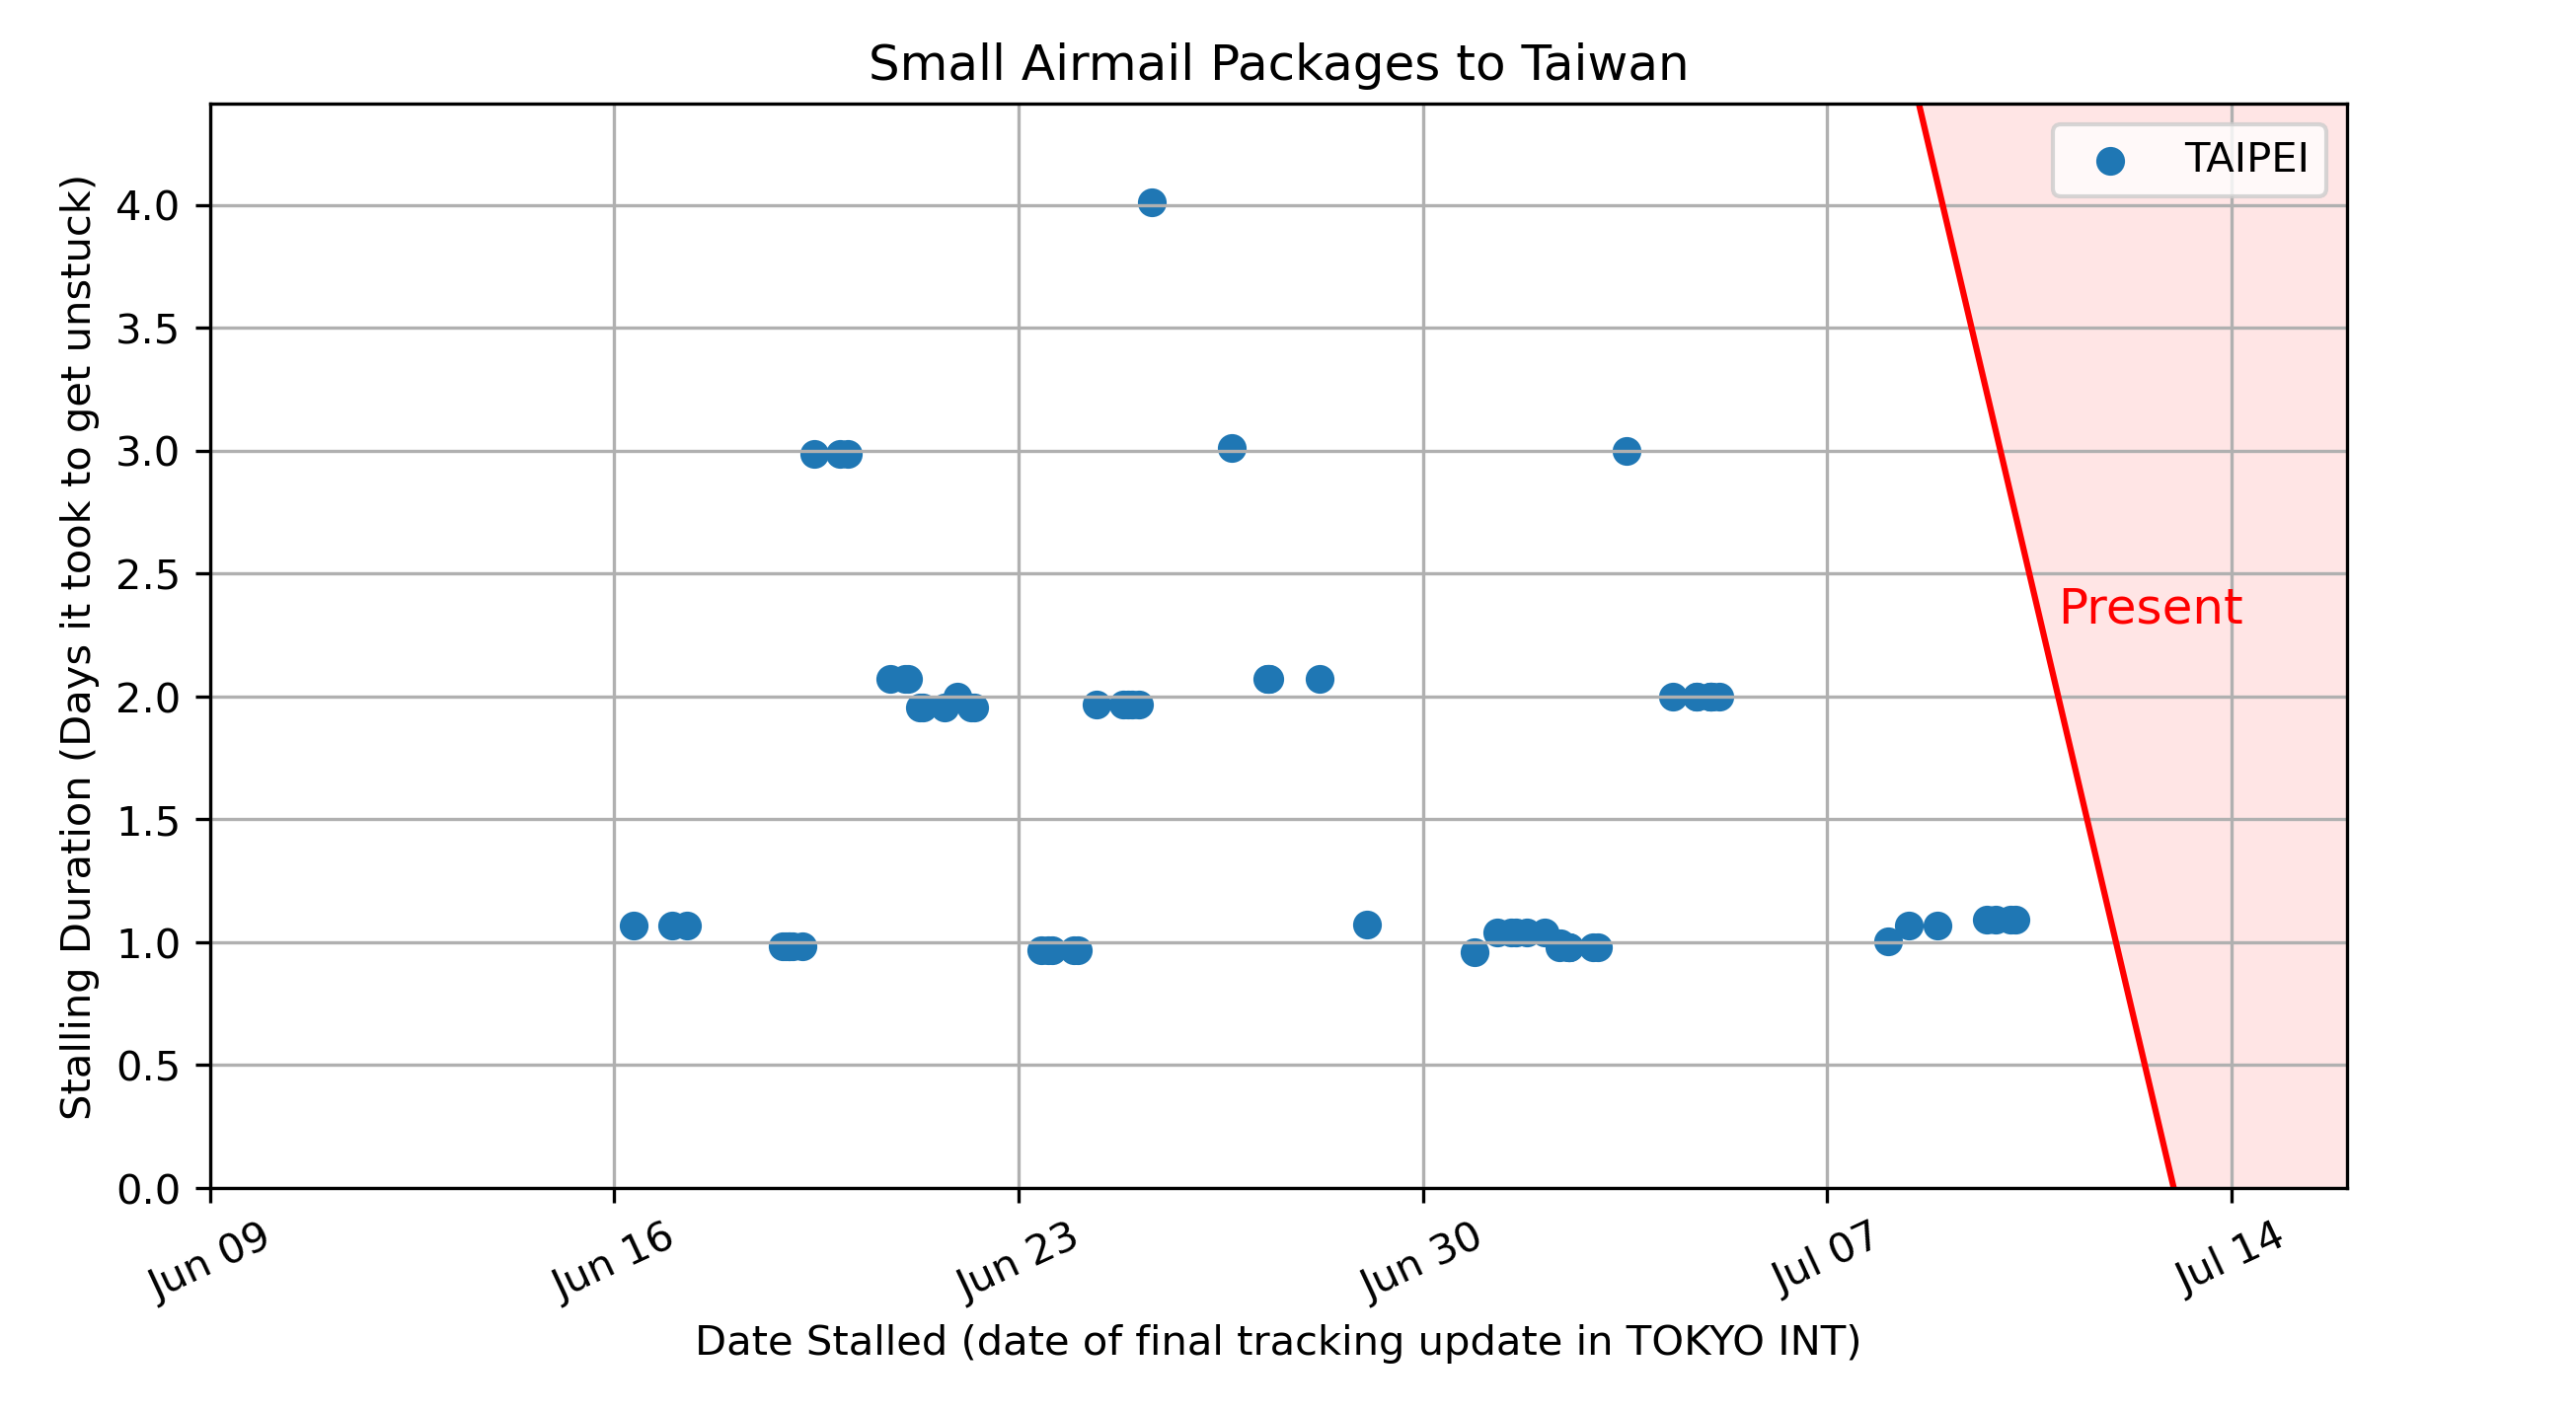 Small Airmail Packages to Taiwan
TAIPEI
Stalling Duration (Days it took to get unstuck)
4.0
3.5
3.0
2.5
2.0
1.5
1.0
0.5
0.0
Present
Jun 09
Jun 16
Jun 23
Jun 30
Jul 07
Jul 14
Date Stalled (date of final tracking update in TOKYO INT)